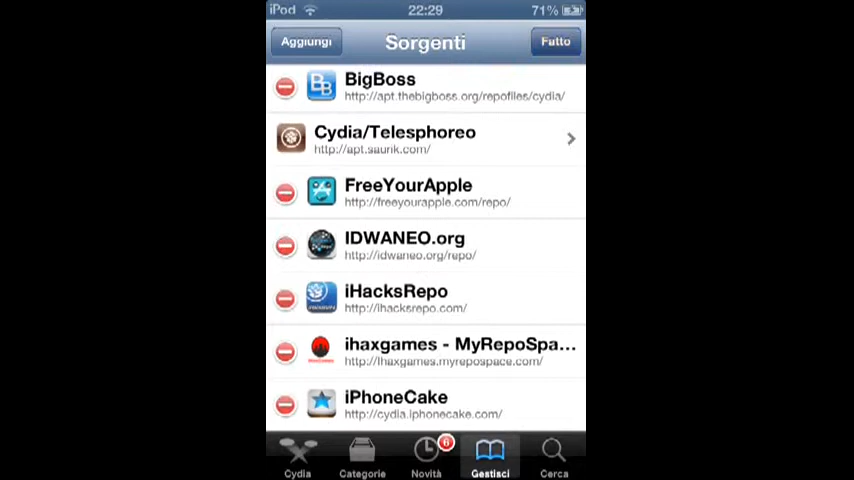 iPod 22:29 71%
Aggiungi Sorgenti Fatto
BB
BigBoss
http://apt.thebigboss.org/repofiles/cydia/
Cydia/Telesphoreo
http://apt.saurik.com/
FreeYourApple
http://freeyourapple.com/repo/
IDWANEO.org
http://idwaneo.org/repo/
iHacksRepo
http://ihacksrepo.com/
ihaxgames - MyRepoSpa...
http://ihaxgames.myrepospace.com/
iPhoneCake
http://cydia.iphonecake.com/
6
Cydia Categorie Novità Gestisci Cerca